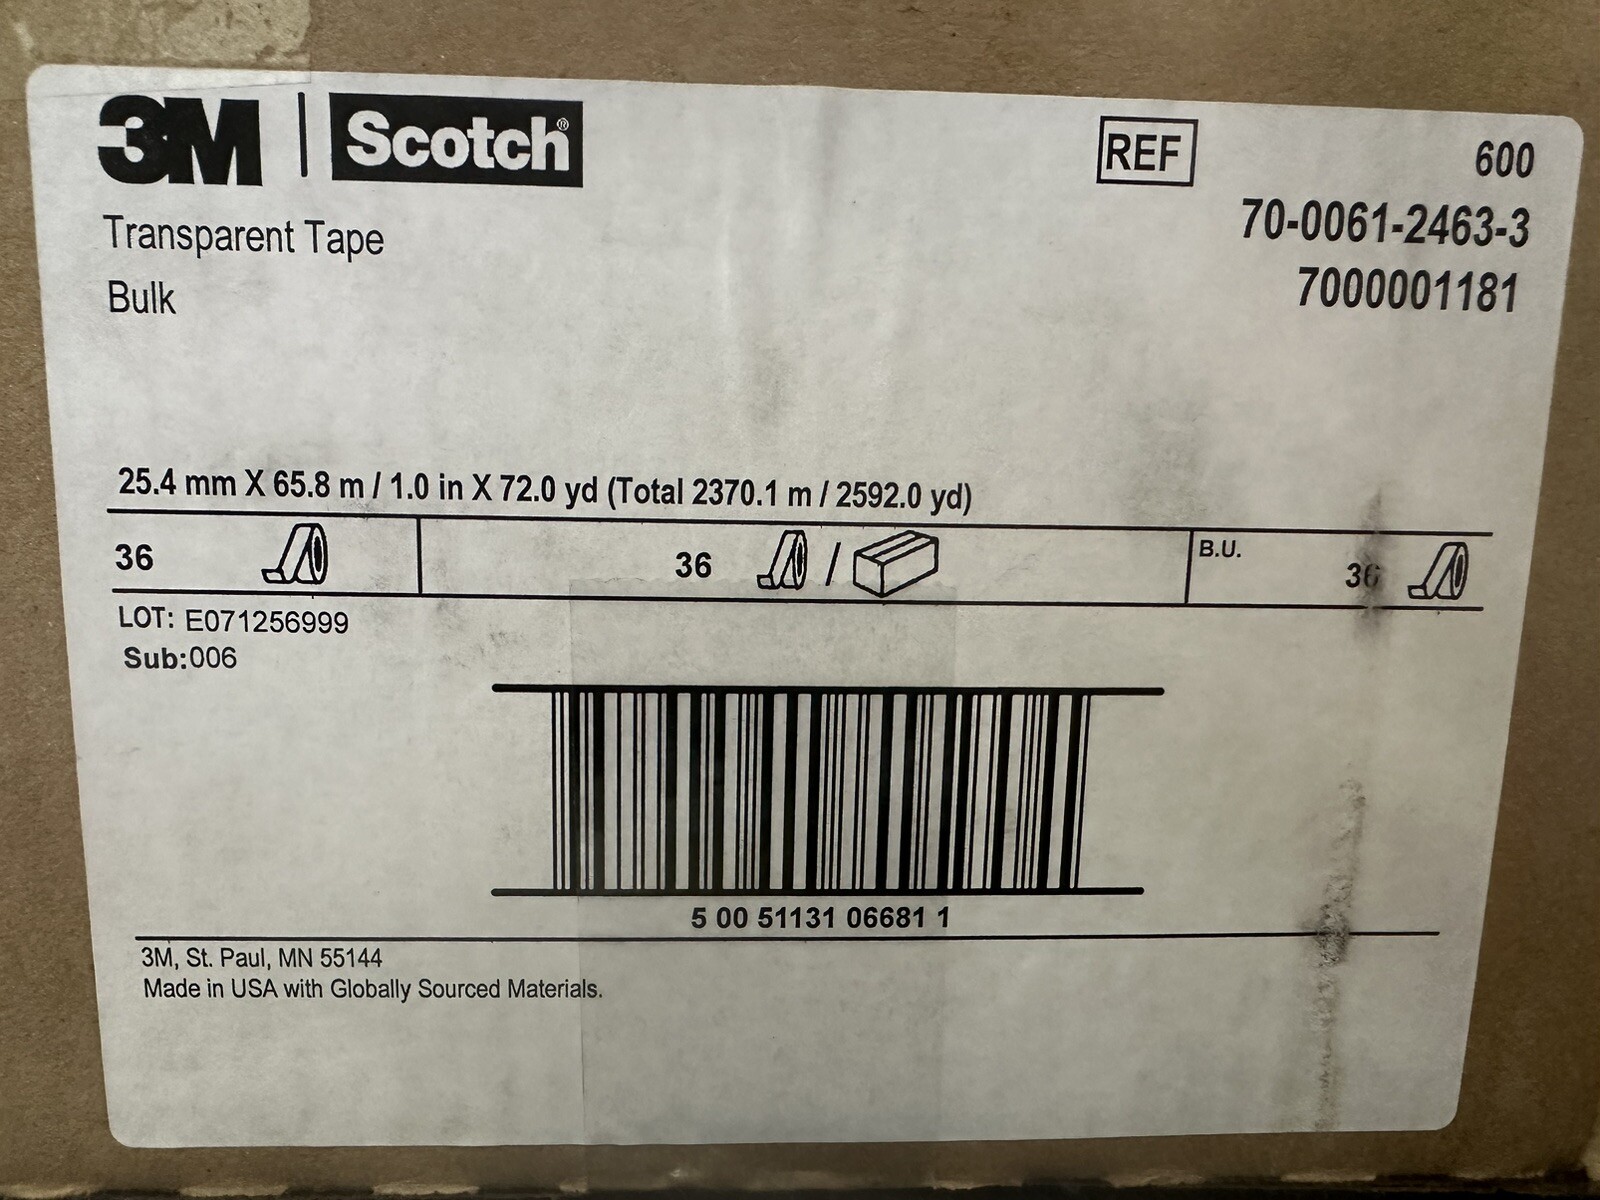 3M | Scotch®
REF 600
70-0061-2463-3
7000001181
Transparent Tape
Bulk
25.4 mm X 65.8 m / 1.0 in X 72.0 yd (Total 2370.1 m / 2592.0 yd)
36 36 / B.U. 36
LOT: E071256999
Sub:006
5 00 51131 06681 1
3M, St. Paul, MN 55144
Made in USA with Globally Sourced Materials.